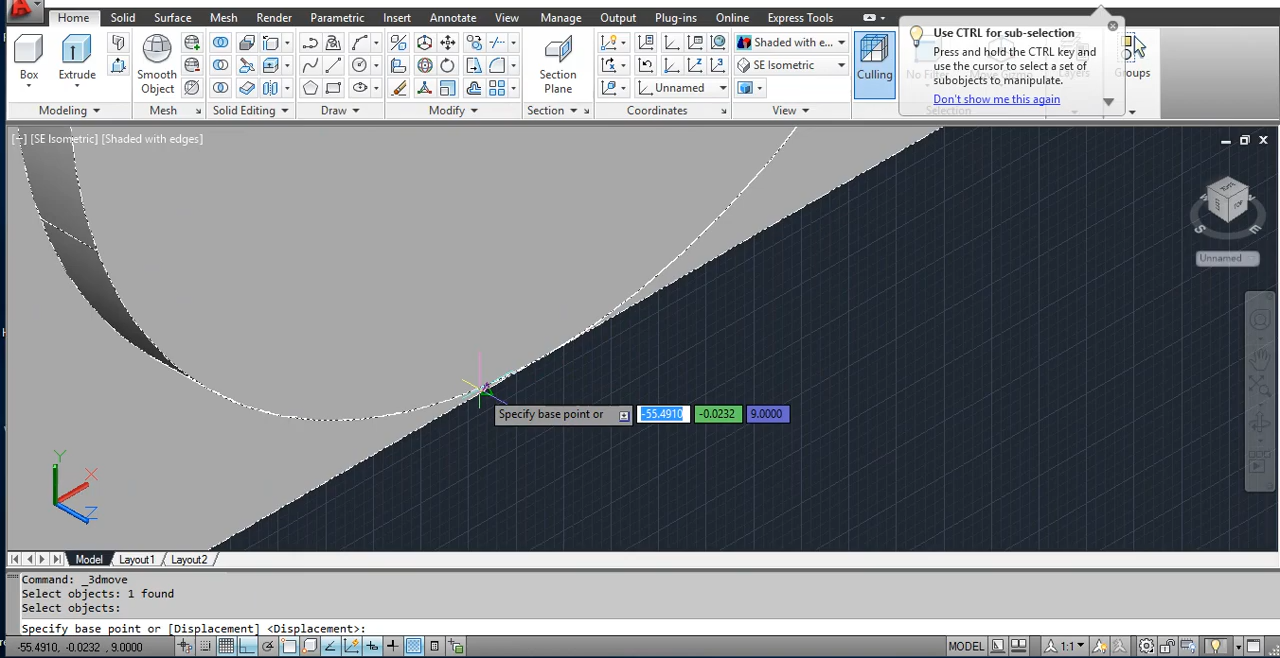 Home Solid Surface Mesh Render Parametric Insert Annotate View Manage Output Plug-ins Online Express Tools
Box
Extrude
Smooth
Object
Section
Plane
Shaded with e...
SE Isometric
Unnamed
Culling
Groups
Use CTRL for sub-selection
Press and hold the CTRL key and
use the cursor to select a set of
subobjects to manipulate.
Don't show me this again
Modeling Mesh Solid Editing Draw Modify Section Coordinates View Selection
[−] [SE Isometric] [Shaded with edges]
TOP
S E
Unnamed
Specify base point or -55.4910 -0.0232 9.0000
Y
X
Z
Model Layout1 Layout2
Command: _3dmove
Select objects: 1 found
Select objects:
Specify base point or [Displacement] <Displacement>:
-55.4910, -0.0232 , 9.0000 MODEL 1:1